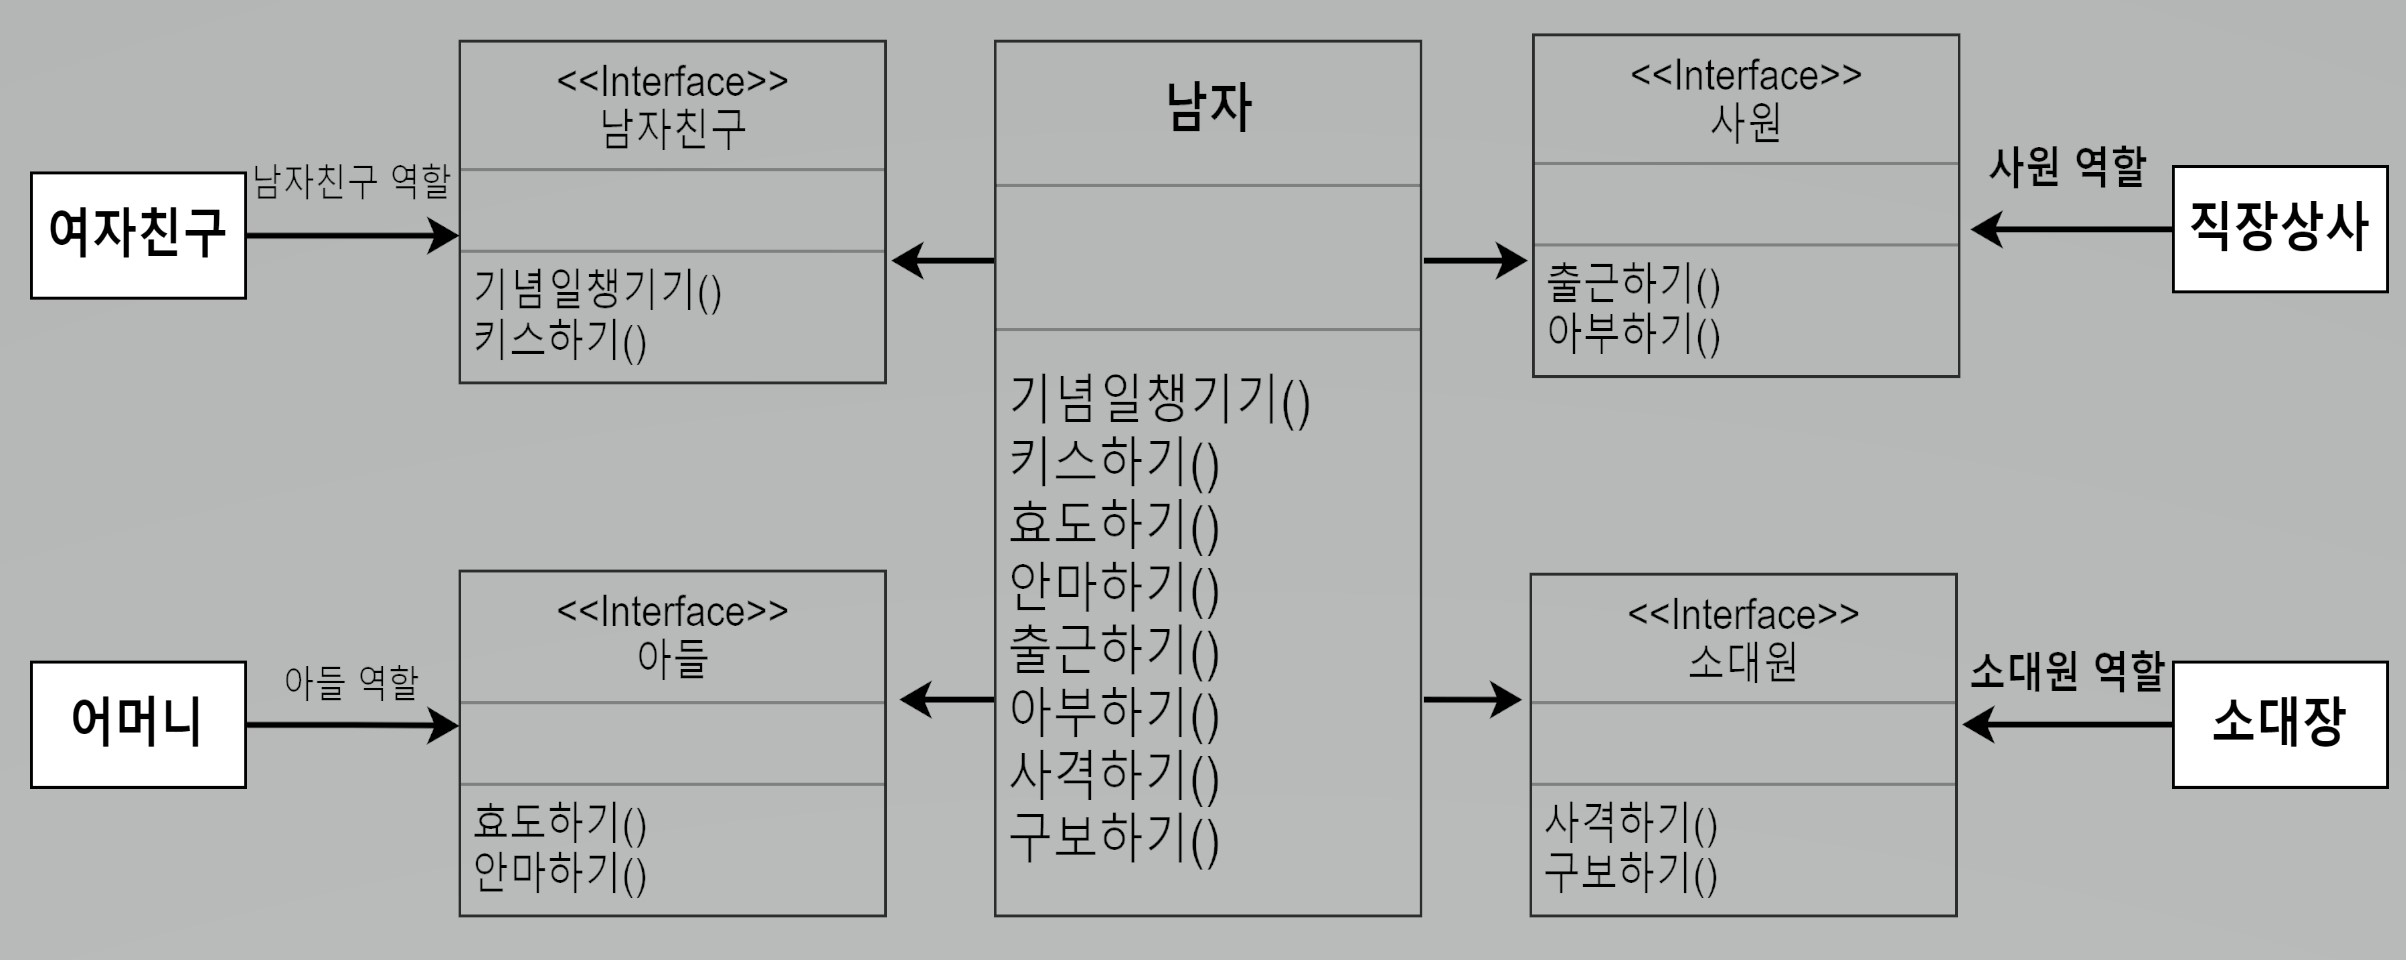 여자친구
남자친구 역할
<<Interface>>
남자친구
기념일챙기기()
키스하기()
어머니
아들 역할
<<Interface>>
아들
효도하기()
안마하기()
남자
기념일챙기기()
키스하기()
효도하기()
안마하기()
출근하기()
아부하기()
사격하기()
구보하기()
<<Interface>>
사원
출근하기()
아부하기()
사원 역할
직장상사
<<Interface>>
소대원
사격하기()
구보하기()
소대원 역할
소대장